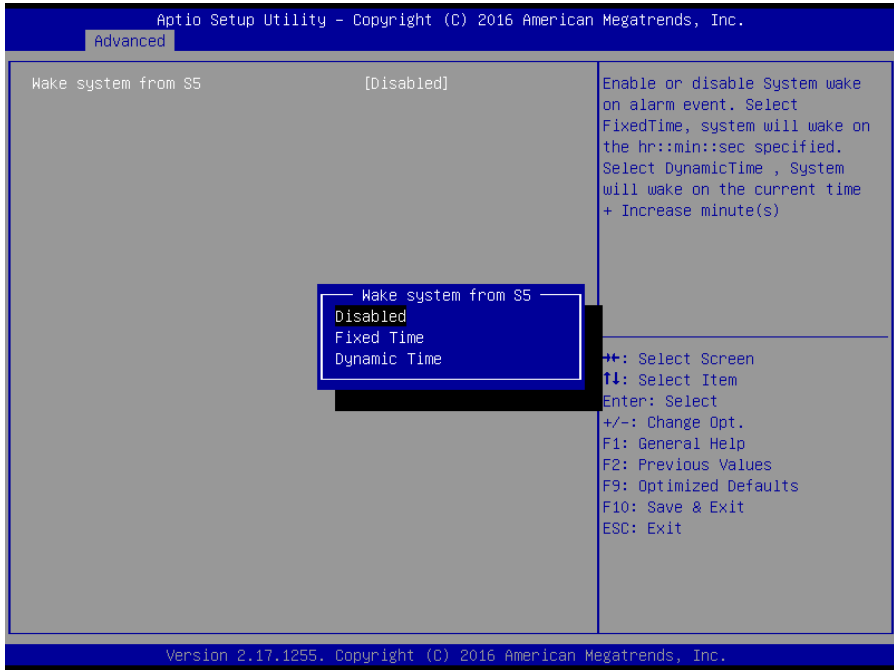 Aptio Setup Utility – Copyright (C) 2016 American Megatrends, Inc.
Advanced
Wake system from S5 [Disabled]
Enable or disable System wake
on alarm event. Select
FixedTime, system will wake on
the hr::min::sec specified.
Select DynamicTime , System
will wake on the current time
+ Increase minute(s)
Wake system from S5
Disabled
Fixed Time
Dynamic Time
→←: Select Screen
↑↓: Select Item
Enter: Select
+/-: Change Opt.
F1: General Help
F2: Previous Values
F9: Optimized Defaults
F10: Save & Exit
ESC: Exit
Version 2.17.1255. Copyright (C) 2016 American Megatrends, Inc.